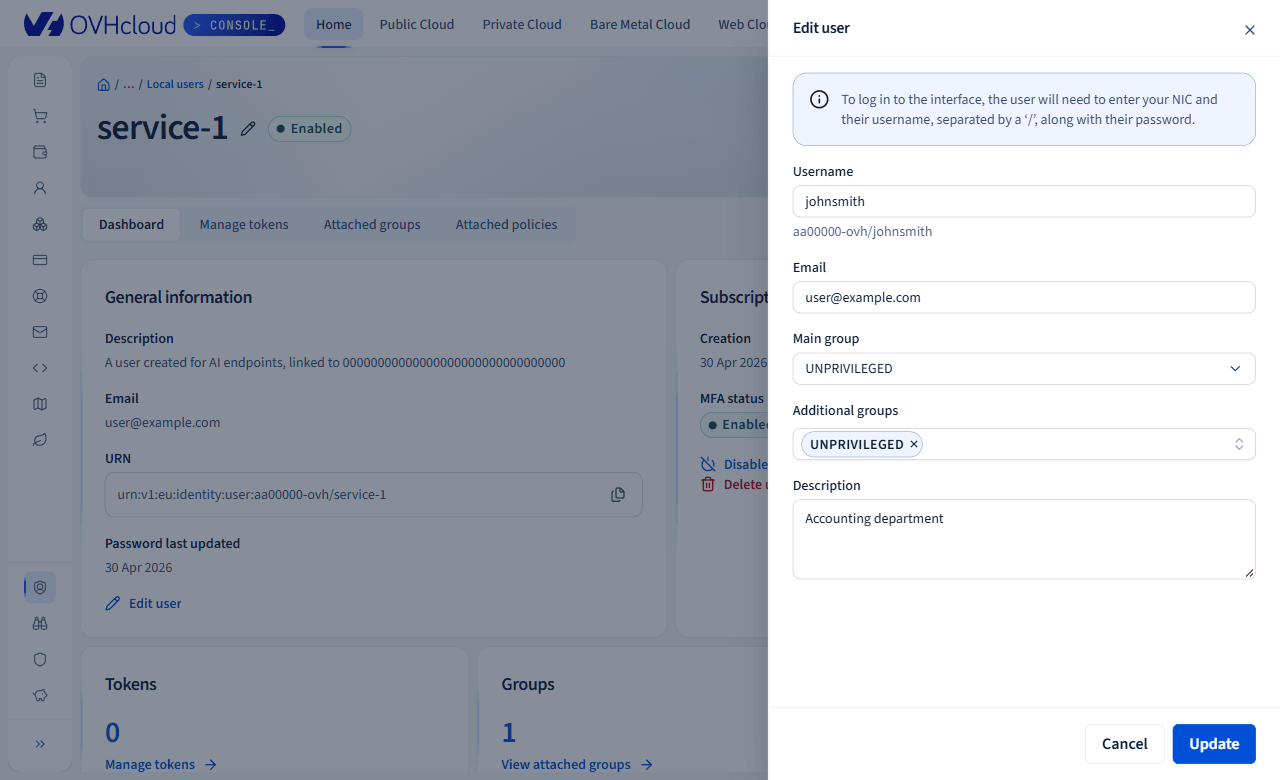 OVHcloud > CONSOLE_
Home Public Cloud Private Cloud Bare Metal Cloud Web Clo
/ ... / Local users / service-1
service-1 Enabled
Dashboard Manage tokens Attached groups Attached policies
General information
Description
A user created for AI endpoints, linked to 00000000000000000000000000000000
Email
user@example.com
URN
urn:v1:eu:identity:user:aa00000-ovh/service-1
Password last updated
30 Apr 2026
Edit user
Subscript
Creation
30 Apr 2026
MFA status
Enabled
Disable
Delete u
Tokens
0
Manage tokens
Groups
1
View attached groups
Edit user
To log in to the interface, the user will need to enter your NIC and
their username, separated by a ‘/’, along with their password.
Username
johnsmith
aa00000-ovh/johnsmith
Email
user@example.com
Main group
UNPRIVILEGED
Additional groups
UNPRIVILEGED
Description
Accounting department
Cancel Update